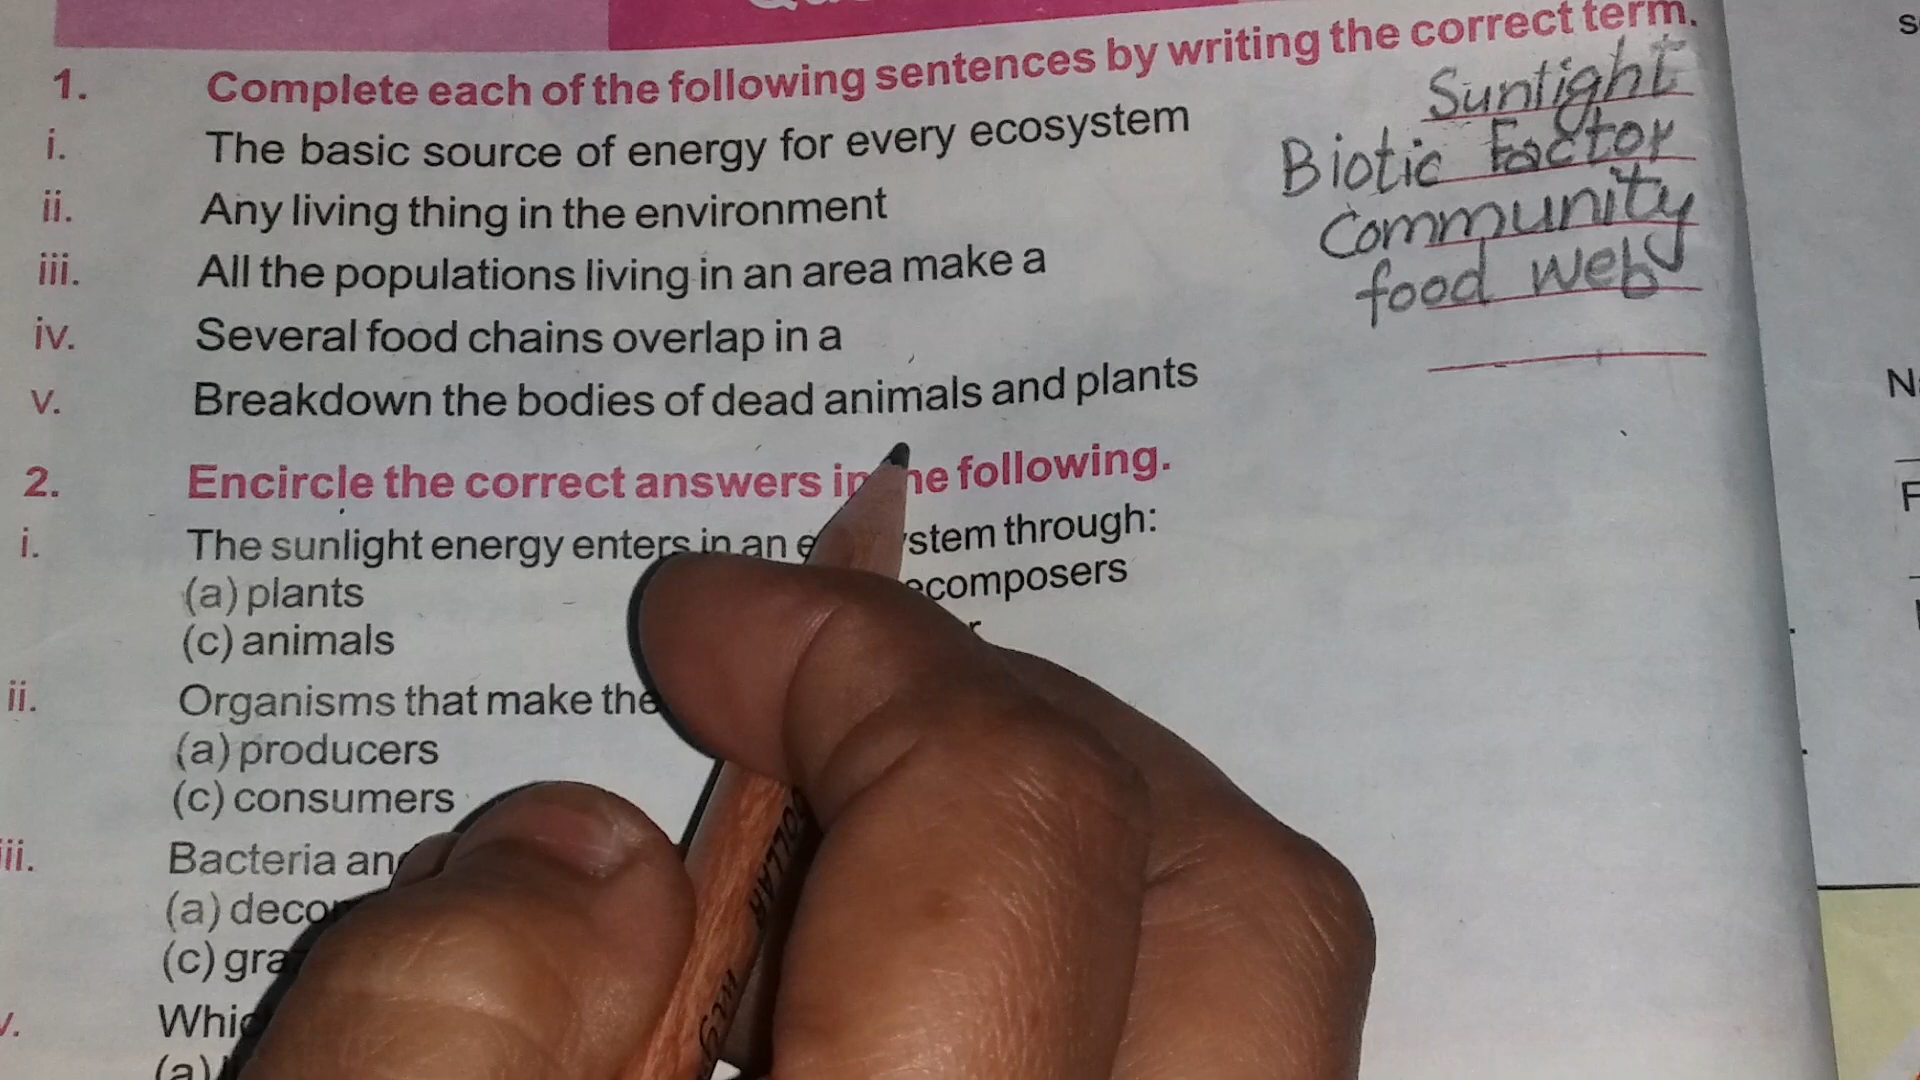 1. Complete each of the following sentences by writing the correct term.
i. The basic source of energy for every ecosystem Sunlight
ii. Any living thing in the environment Biotic Factor
iii. All the populations living in an area make a Community
iv. Several food chains overlap in a food web
v. Breakdown the bodies of dead animals and plants
2. Encircle the correct answers in he following.
i. The sunlight energy enters in an e stem through:
(a) plants ecomposers
(c) animals
ii. Organisms that make the
(a) producers
(c) consumers
iii. Bacteria an
(a) deco
(c) gra
Whi
(a)
DOLLAR